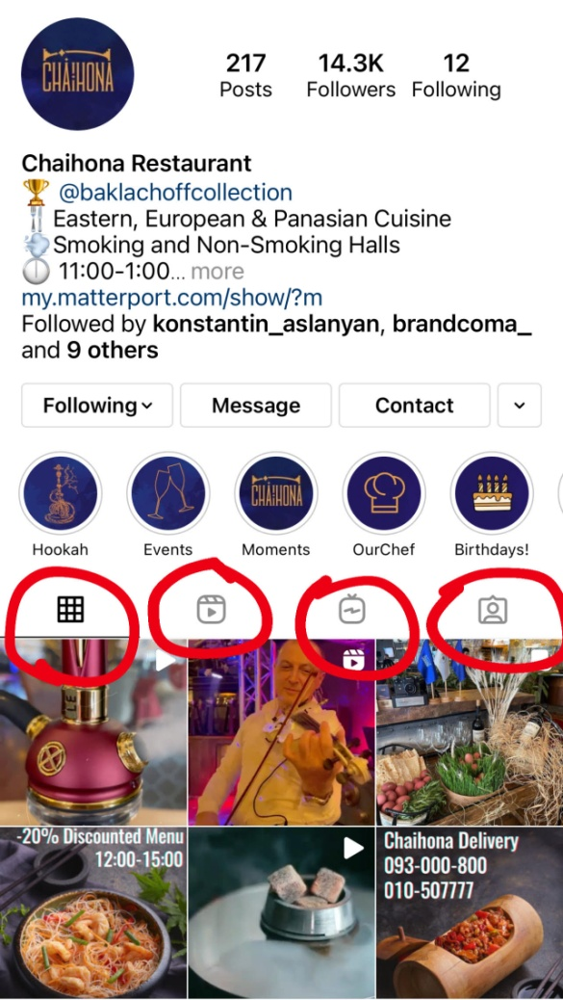 CHAIHONA
217 14.3K 12
Posts Followers Following
Chaihona Restaurant
🏆 @baklachoffcollection
🍴Eastern, European & Panasian Cuisine
💨Smoking and Non-Smoking Halls
🕛 11:00-1:00... more
my.matterport.com/show/?m
Followed by konstantin_aslanyan, brandcoma_
and 9 others
Following Message Contact
CHAIHONA
Hookah Events Moments OurChef Birthdays!
-20% Discounted Menu
12:00-15:00
Chaihona Delivery
093-000-800
010-507777